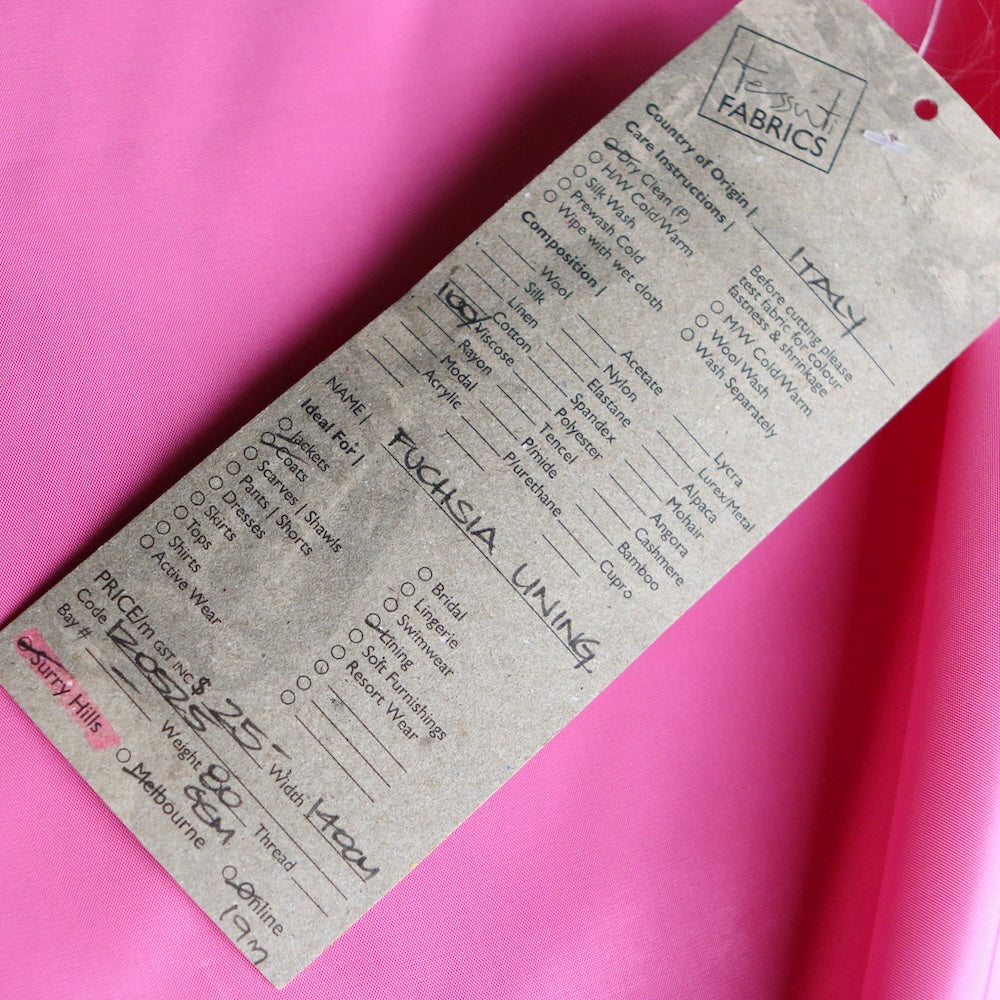 tessuti
FABRICS
Country of Origin | ITALY
Care Instructions |
Dry Clean (P)
H/W Cold/Warm
Silk Wash
Prewash Cold
Wipe with wet cloth
Before cutting please
test fabric for colour
fastness & shrinkage
M/W Cold/Warm
Wool Wash
Wash Separately
Composition |
Wool
Silk
Linen
Cotton
100% Viscose
Rayon
Modal
Acrylic
Acetate
Nylon
Elastane
Spandex
Polyester
Tencel
P/mide
P/urethane
Lycra
Lurex/Metal
Alpaca
Mohair
Angora
Cashmere
Bamboo
Cupro
NAME | FUCHSIA LINING
Ideal For |
Jackets
Coats
Scarves | Shawls
Pants | Shorts
Dresses
Skirts
Tops
Shirts
Active Wear
Bridal
Lingerie
Swimwear
Lining
Soft Furnishings
Resort Wear
PRICE/m GST INC $ 25- Width 140cm
Code 120525 Weight 80 GSM Thread
Bay #
Surry Hills Melbourne Online
19m